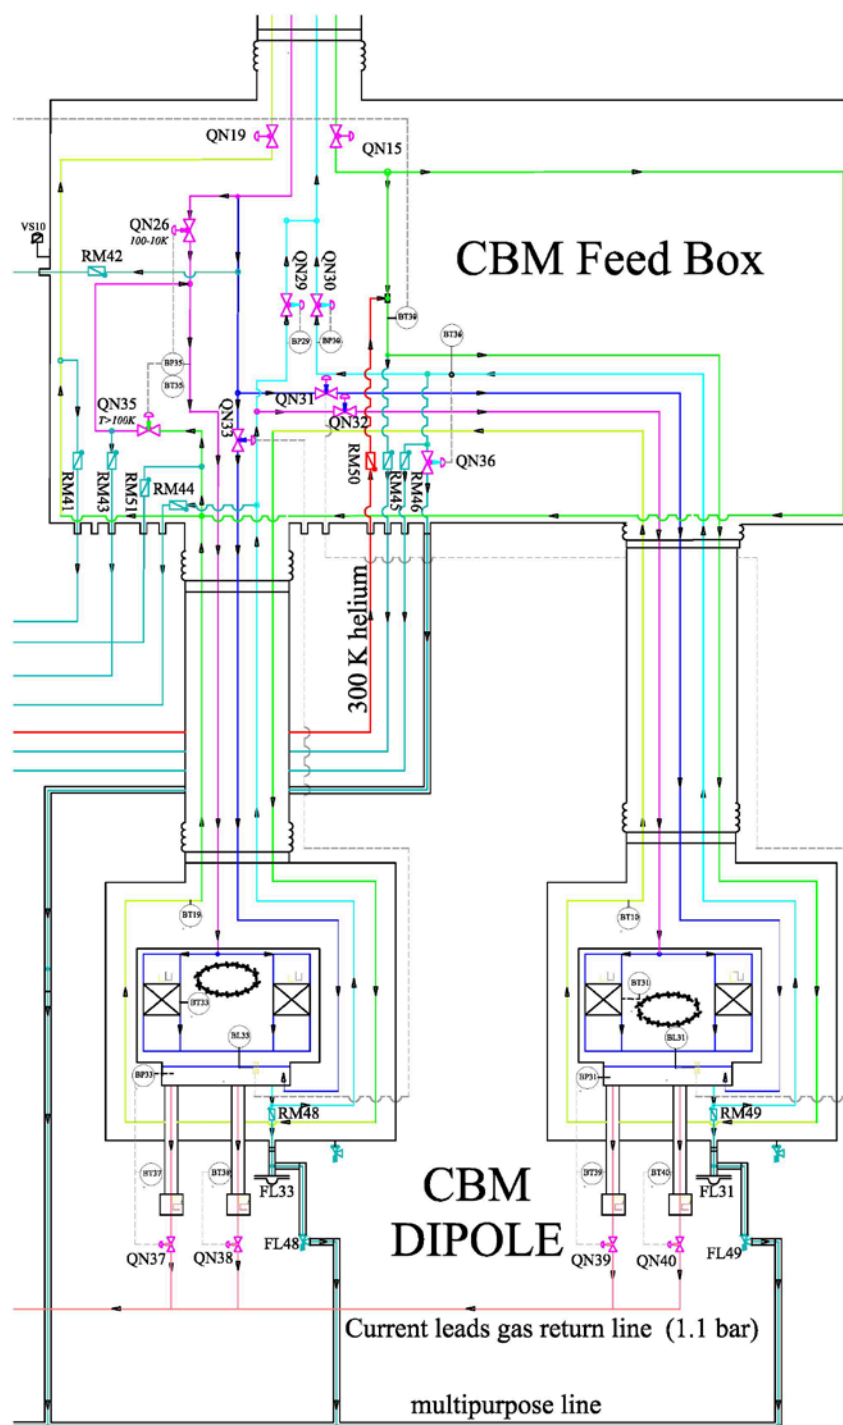 QN19
QN15
VS10
QN26
100-10K
RM42
CBM Feed Box
QN29
QN30
BT39
BP29
BP30
BT36
BP35
BT35
QN35
T>100K
QN31
QN32
QN33
QN36
RM41
RM43
RM51
RM44
RM50
RM45
RM46
300 K helium
BT19
BT10
BT33
BT31
BL33
BL31
BP33
BP31
RM48
RM49
BT37
BT38
FL33
CBM
DIPOLE
BT39
BT40
FL31
QN37
QN38
FL48
QN39
QN40
FL49
Current leads gas return line (1.1 bar)
multipurpose line